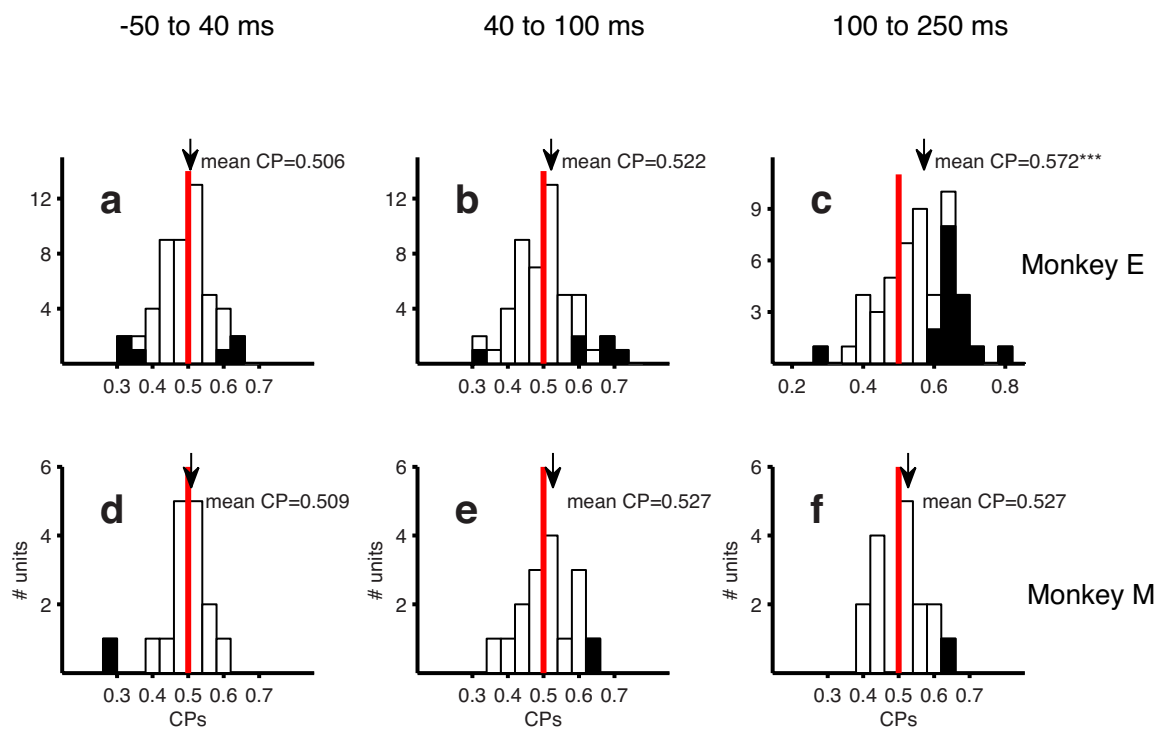 -50 to 40 ms
40 to 100 ms
100 to 250 ms
mean CP=0.506
mean CP=0.522
mean CP=0.572***
a
b
c
12
8
4
12
8
4
9
6
3
Monkey E
0.3 0.4 0.5 0.6 0.7
0.3 0.4 0.5 0.6 0.7
0.2 0.4 0.6 0.8
mean CP=0.509
mean CP=0.527
mean CP=0.527
d
e
f
6
4
2
6
4
2
6
4
2
# units
# units
# units
Monkey M
0.3 0.4 0.5 0.6 0.7
0.3 0.4 0.5 0.6 0.7
0.3 0.5 0.6 0.7
CPs
CPs
CPs